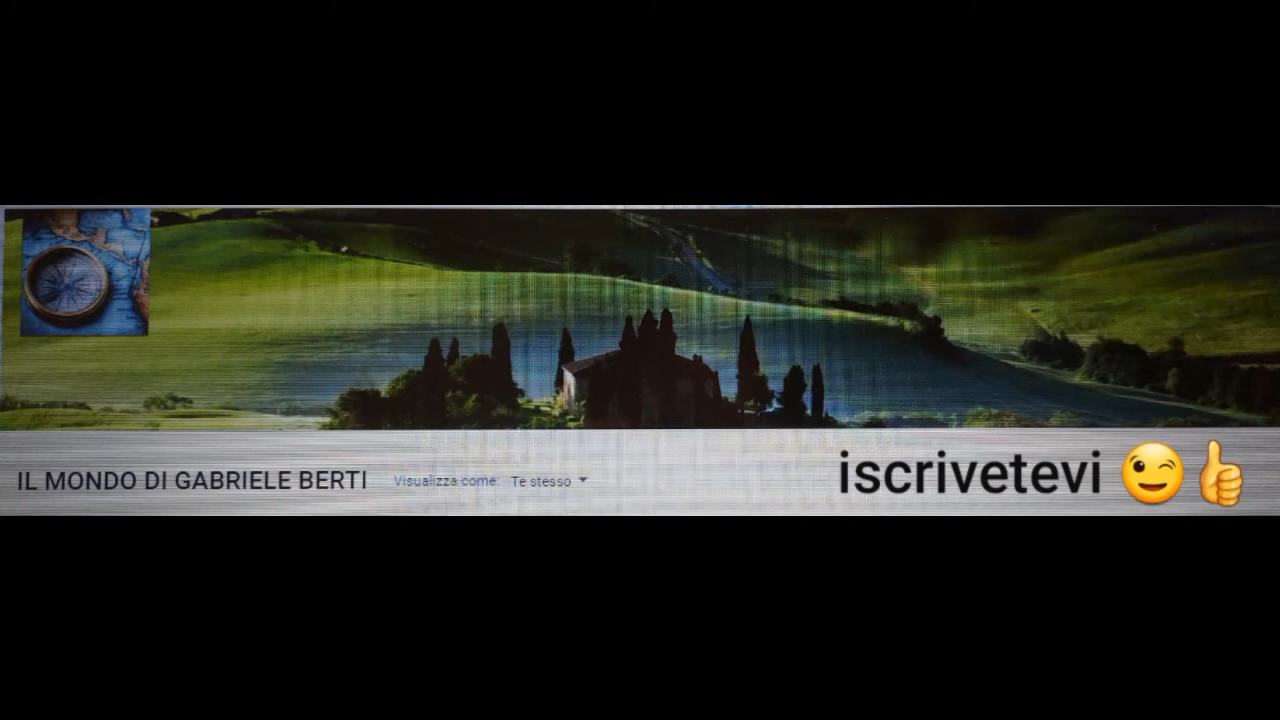 IL MONDO DI GABRIELE BERTI Visualizza come: Te stesso iscrivetevi 😉👍